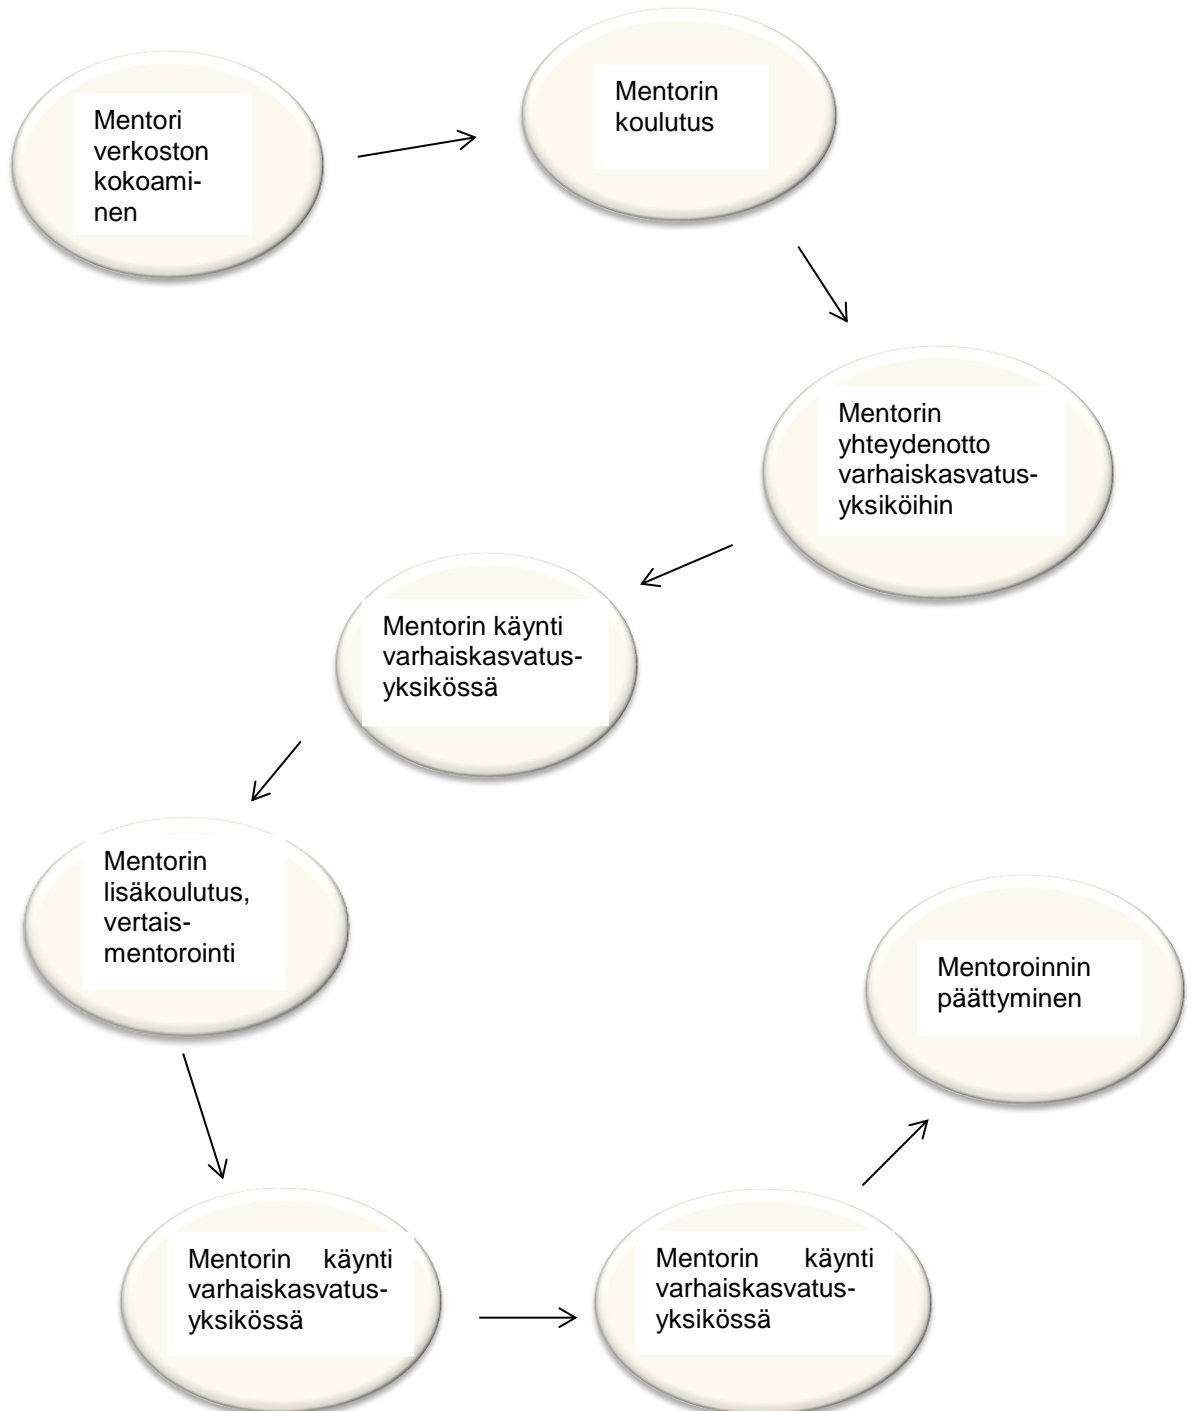 Mentori
verkoston
kokoami-
nen
Mentorin
koulutus
Mentorin
yhteydenotto
varhaiskasvatus-
yksiköihin
Mentorin käynti
varhaiskasvatus-
yksikössä
Mentorin
lisäkoulutus,
vertais-
mentorointi
Mentorin käynti
varhaiskasvatus-
yksikössä
Mentorin käynti
varhaiskasvatus-
yksikössä
Mentoroinnin
päättyminen